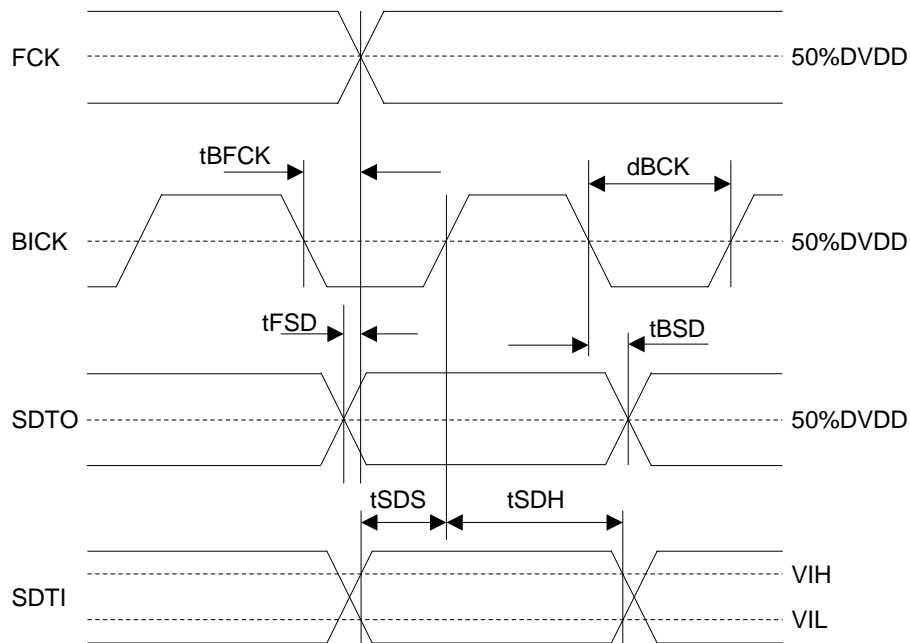 FCK
50%DVDD
tBFCK
dBCK
BICK
50%DVDD
tFSD
tBSD
SDTO
50%DVDD
tSDS
tSDH
SDTI
VIH
VIL